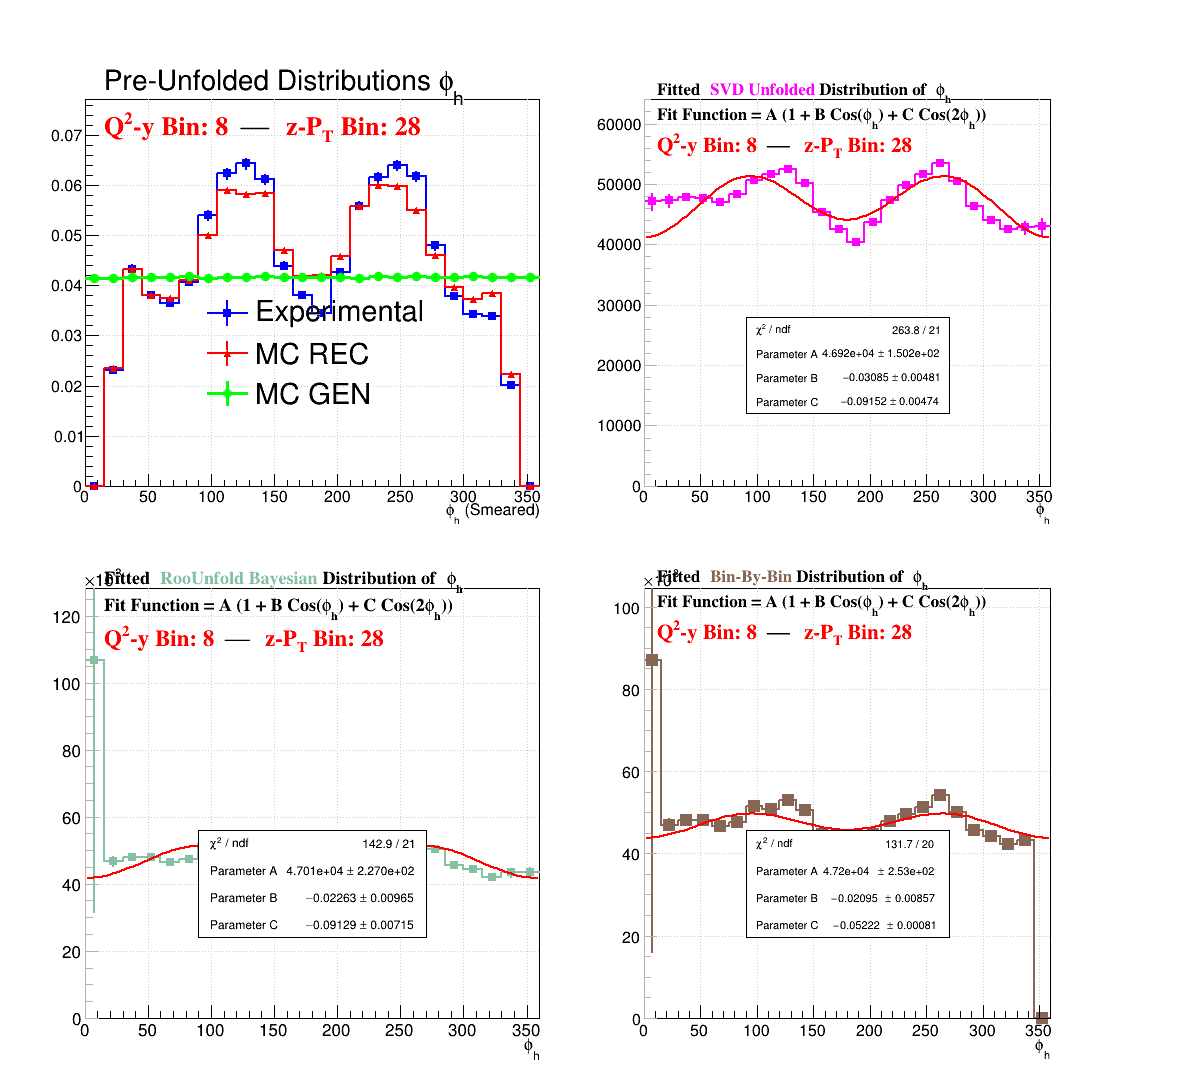 Pre-Unfolded Distributions ϕh
Q²-y Bin: 8 — z-PT Bin: 28
0.07
0.06
0.05
0.04
0.03
0.02
0.01
0
Experimental
MC REC
MC GEN
0 50 100 150 200 250 300 350
ϕh (Smeared)
Fitted SVD Unfolded Distribution of ϕh
Fit Function = A (1 + B Cos(ϕh) + C Cos(2ϕh))
Q²-y Bin: 8 — z-PT Bin: 28
60000
50000
40000
30000
20000
10000
0
χ² / ndf 263.8 / 21
Parameter A 4.692e+04 ± 1.502e+02
Parameter B −0.03085 ± 0.00481
Parameter C −0.09152 ± 0.00474
0 50 100 150 200 250 300 350
ϕh
Fitted RooUnfold Bayesian Distribution of ϕh
Fit Function = A (1 + B Cos(ϕh) + C Cos(2ϕh))
Q²-y Bin: 8 — z-PT Bin: 28
120
100
80
60
40
20
0
χ² / ndf 142.9 / 21
Parameter A 4.701e+04 ± 2.270e+02
Parameter B −0.02263 ± 0.00965
Parameter C −0.09129 ± 0.00715
0 50 100 150 200 250 300 350
ϕh
Fitted Bin-By-Bin Distribution of ϕh
Fit Function = A (1 + B Cos(ϕh) + C Cos(2ϕh))
Q²-y Bin: 8 — z-PT Bin: 28
100
80
60
40
20
0
χ² / ndf 131.7 / 20
Parameter A 4.72e+04 ± 2.53e+02
Parameter B −0.02095 ± 0.00857
Parameter C −0.05222 ± 0.00081
0 50 100 150 200 250 300 350
ϕh